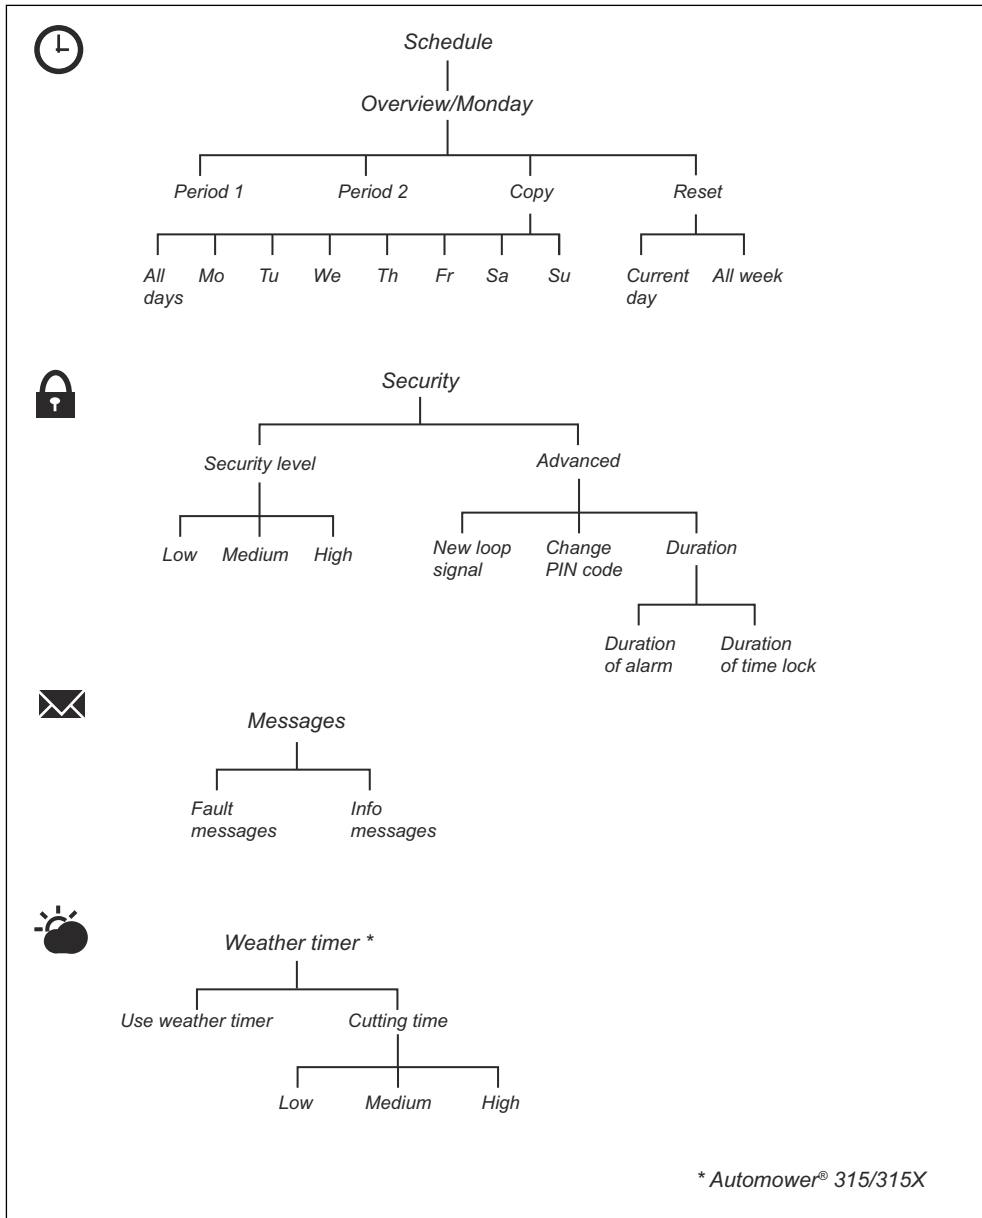 Schedule
Overview/Monday
Period 1 Period 2 Copy Reset
All days Mo Tu We Th Fr Sa Su Current day All week
Security
Security level Advanced
Low Medium High New loop signal Change PIN code Duration
Duration of alarm Duration of time lock
Messages
Fault messages Info messages
Weather timer *
Use weather timer Cutting time
Low Medium High
* Automower® 315/315X